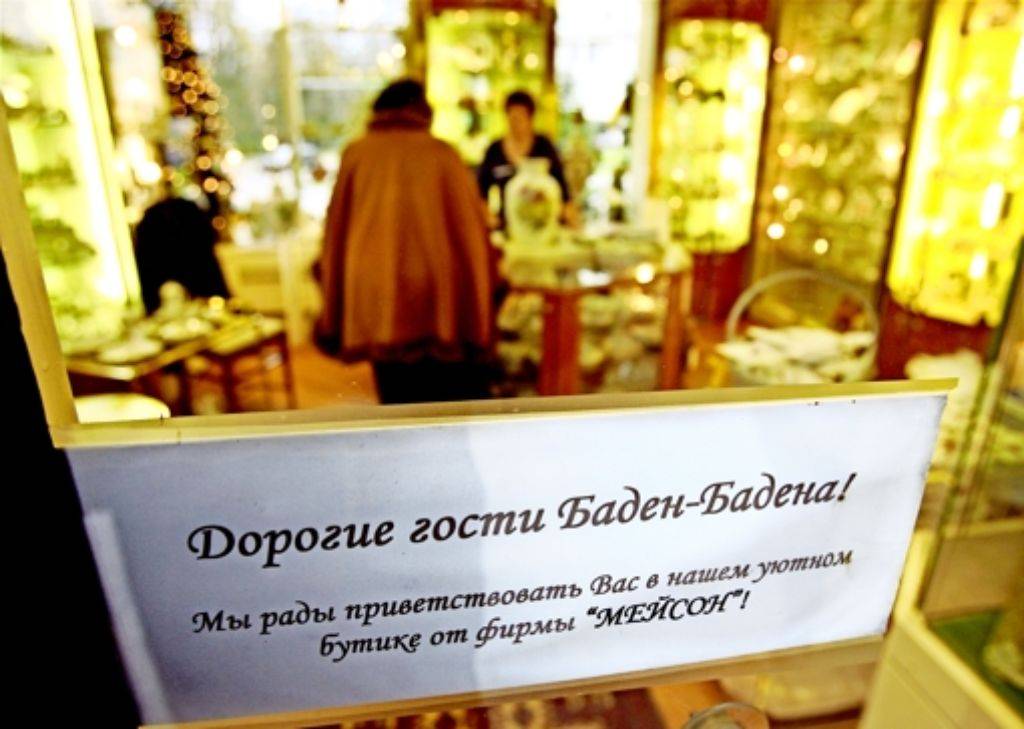 Дорогие гости Баден-Бадена!
Мы рады приветствовать Вас в нашем уютном
бутике от фирмы “МЕЙСОН”!